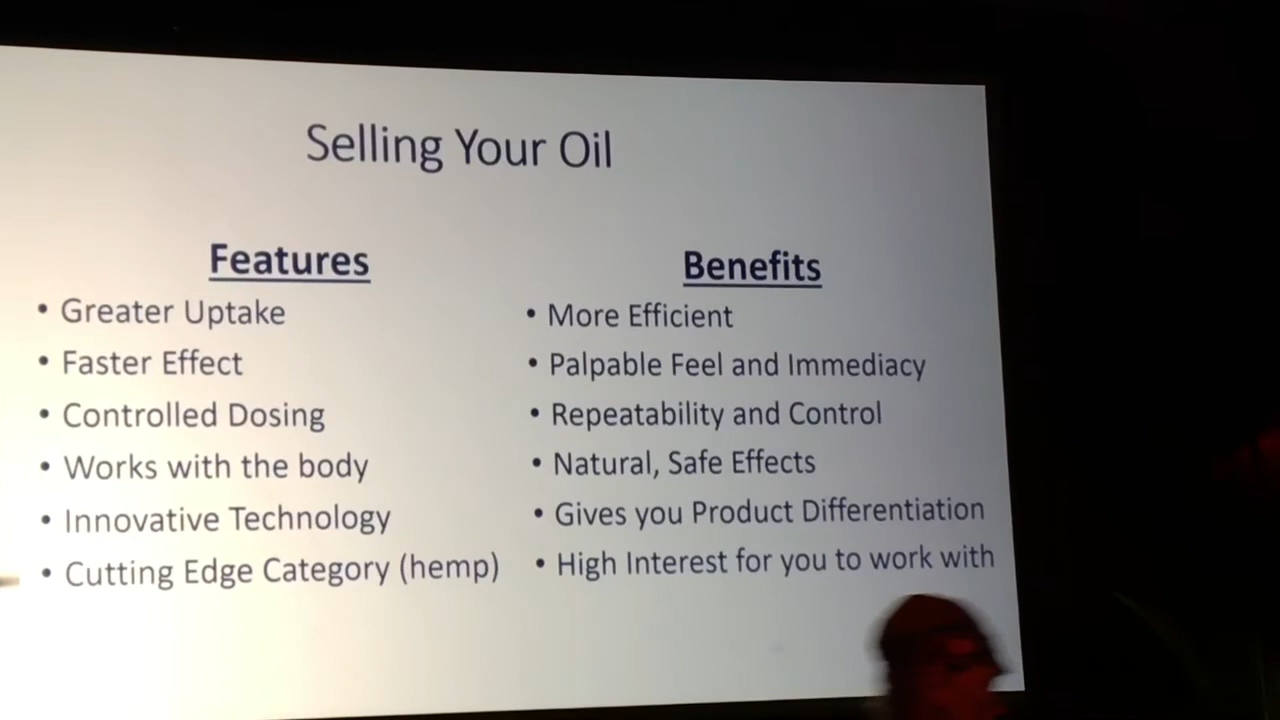 Selling Your Oil
Features
• Greater Uptake
• Faster Effect
• Controlled Dosing
• Works with the body
• Innovative Technology
• Cutting Edge Category (hemp)
Benefits
• More Efficient
• Palpable Feel and Immediacy
• Repeatability and Control
• Natural, Safe Effects
• Gives you Product Differentiation
• High Interest for you to work with